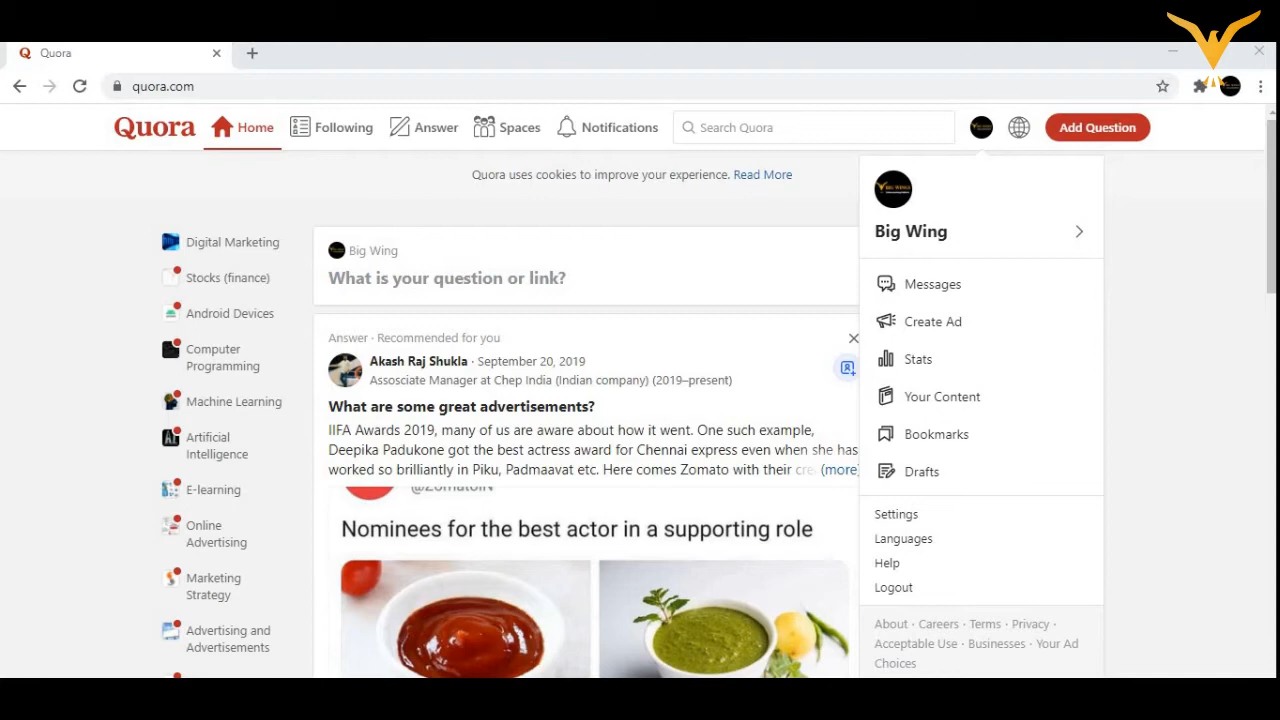 Quora
quora.com
Quora
Home
Following
Answer
Spaces
Notifications
Search Quora
Add Question
Quora uses cookies to improve your experience. Read More
Digital Marketing
Stocks (finance)
Android Devices
Computer
Programming
Machine Learning
Artificial
Intelligence
E-learning
Online
Advertising
Marketing
Strategy
Advertising and
Advertisements
Big Wing
What is your question or link?
Answer · Recommended for you
Akash Raj Shukla · September 20, 2019
Assosciate Manager at Chep India (Indian company) (2019–present)
What are some great advertisements?
IIFA Awards 2019, many of us are aware about how it went. One such example,
Deepika Padukone got the best actress award for Chennai express even when she has
worked so brilliantly in Piku, Padmaavat etc. Here comes Zomato with their cre (more)
@ZomatoIN
Nominees for the best actor in a supporting role
BIG WINGS
Big Wing
Messages
Create Ad
Stats
Your Content
Bookmarks
Drafts
Settings
Languages
Help
Logout
About · Careers · Terms · Privacy ·
Acceptable Use · Businesses · Your Ad
Choices